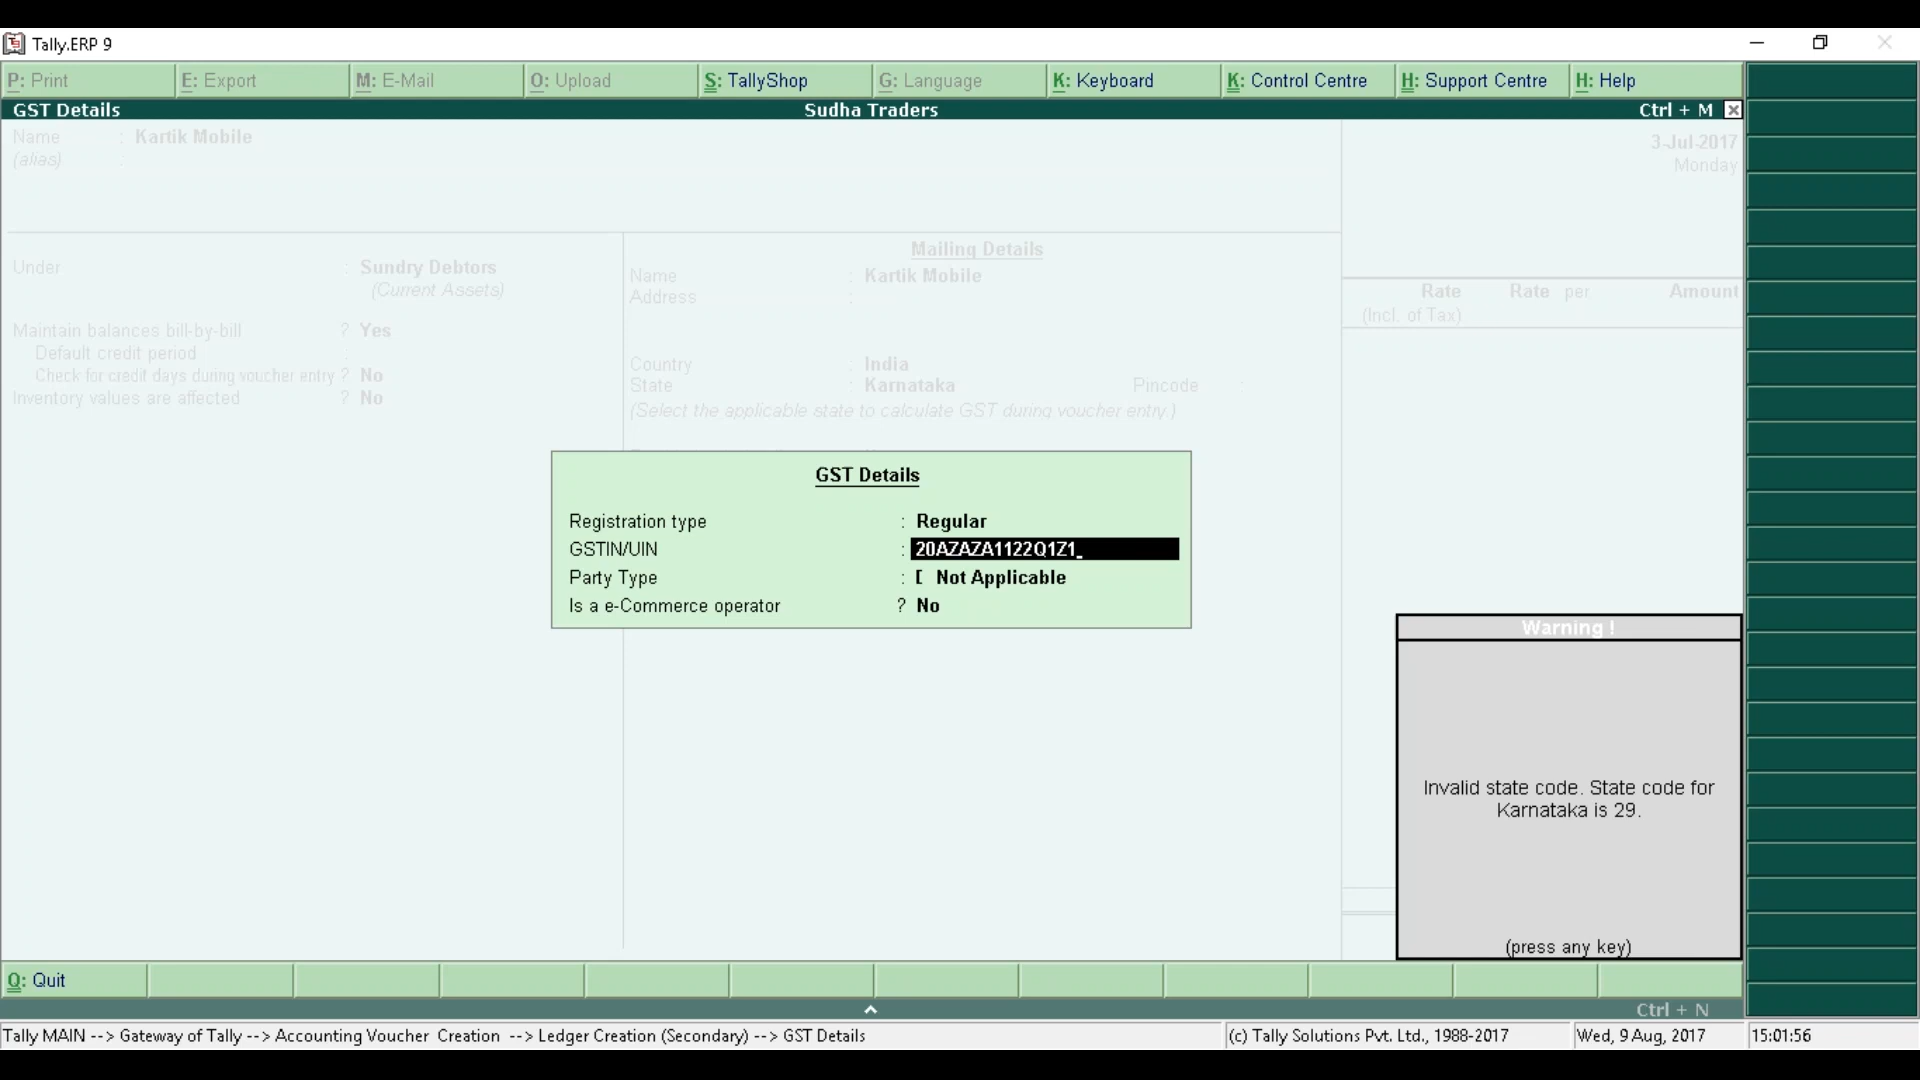 Tally.ERP 9
P: Print E: Export M: E-Mail O: Upload S: TallyShop G: Language K: Keyboard K: Control Centre H: Support Centre H: Help
GST Details Sudha Traders Ctrl + M
Name : Kartik Mobile
(alias) :
3-Jul-2017
Monday
Mailing Details
Under : Sundry Debtors
(Current Assets)
Name : Kartik Mobile
Address :
Rate Rate per Amount
(Incl. of Tax)
Maintain balances bill-by-bill ? Yes
Default credit period :
Check for credit days during voucher entry ? No
Inventory values are affected ? No
Country : India
State : Karnataka Pincode :
(Select the applicable state to calculate GST during voucher entry.)
GST Details
Registration type : Regular
GSTIN/UIN : 20AZAZA1122Q1Z1_
Party Type : [ Not Applicable
Is a e-Commerce operator ? No
Warning !
Invalid state code. State code for
Karnataka is 29.
(press any key)
Q: Quit
Ctrl + N
Tally MAIN --> Gateway of Tally --> Accounting Voucher Creation --> Ledger Creation (Secondary) --> GST Details (c) Tally Solutions Pvt. Ltd., 1988-2017 Wed, 9 Aug, 2017 15:01:56